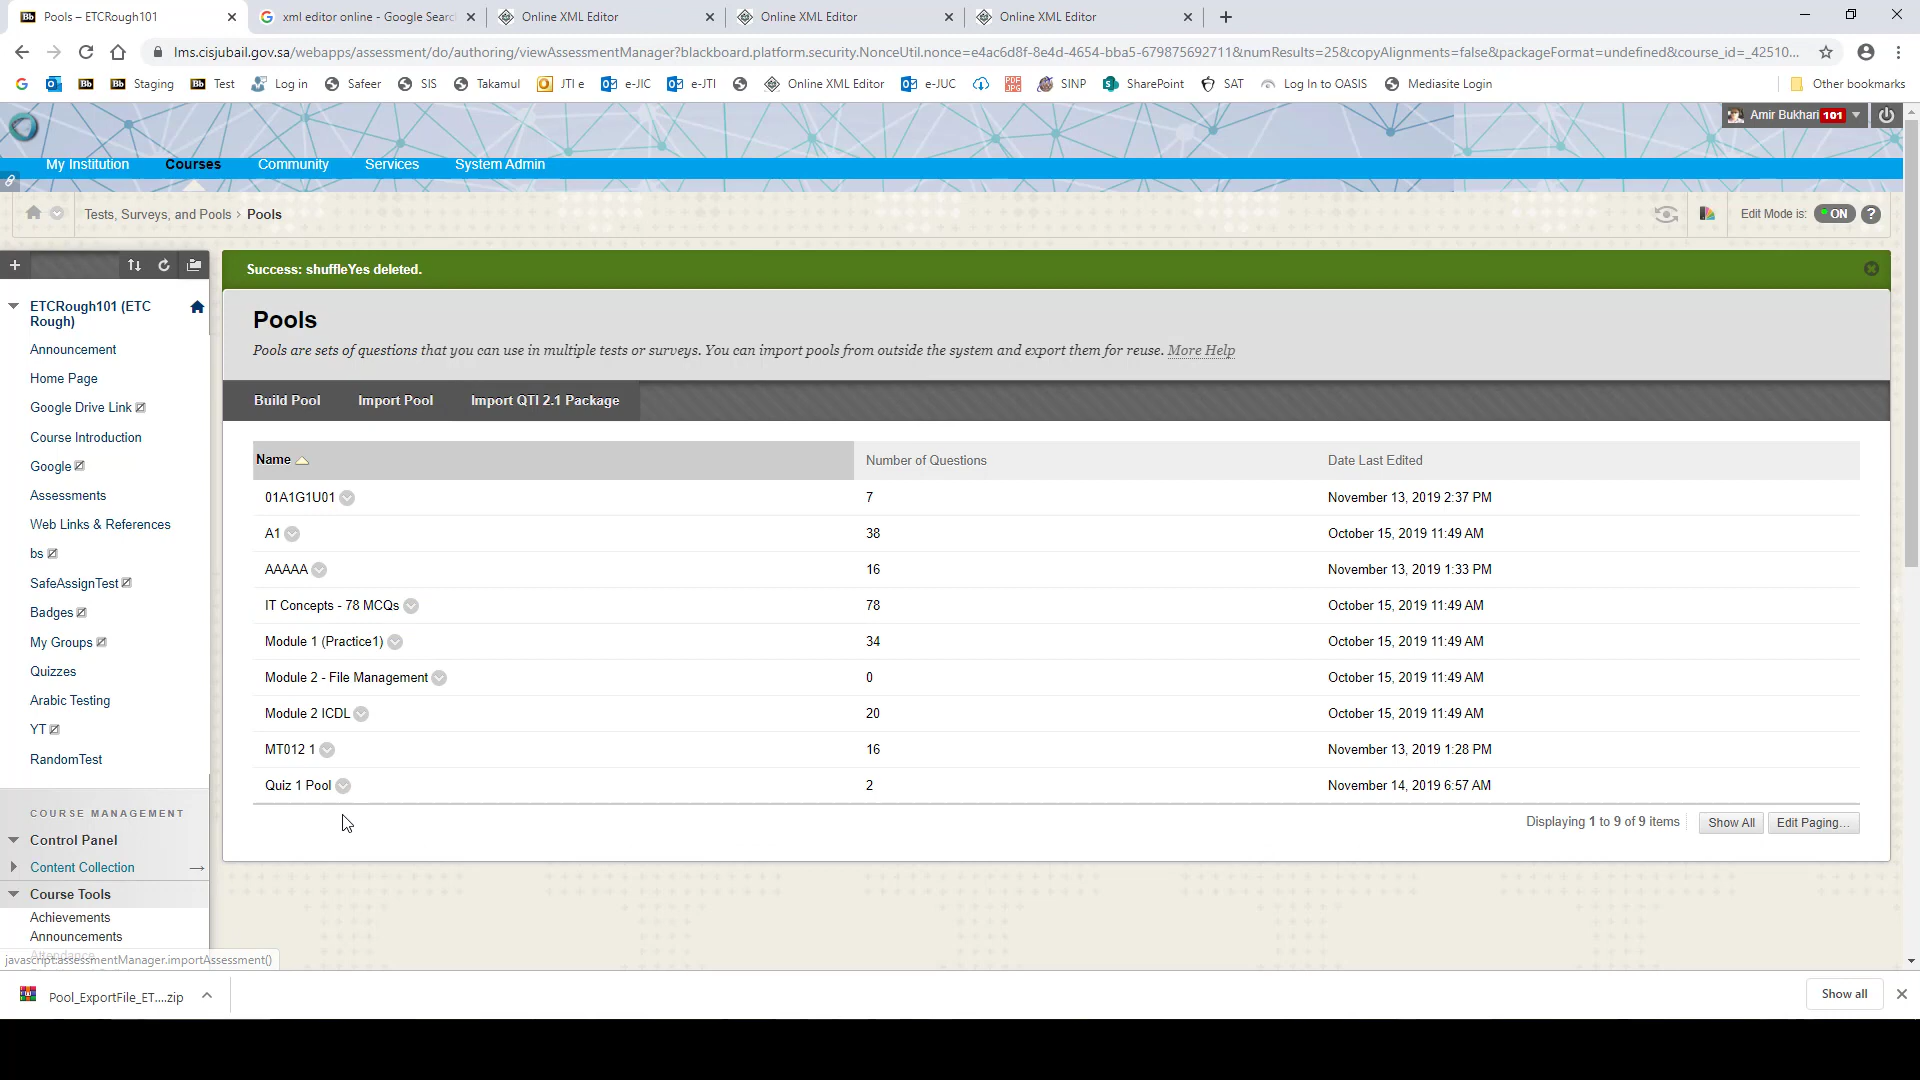 Pools – ETCRough101
xml editor online - Google Searc
Online XML Editor
Online XML Editor
Online XML Editor
lms.cisjubail.gov.sa/webapps/assessment/do/authoring/viewAssessmentManager?blackboard.platform.security.NonceUtil.nonce=e4ac6d8f-8e4d-4654-bba5-679875692711&numResults=25&copyAlignments=false&packageFormat=undefined&course_id=_42510...
Staging
Test
Log in
Safeer
SIS
Takamul
JTI e
e-JIC
e-JTI
Online XML Editor
e-JUC
SINP
SharePoint
SAT
Log In to OASIS
Mediasite Login
Other bookmarks
Amir Bukhari 101
My Institution
Courses
Community
Services
System Admin
Tests, Surveys, and Pools › Pools
Edit Mode is: ON ?
Success: shuffleYes deleted.
ETCRough101 (ETC
Rough)
Announcement
Home Page
Google Drive Link
Course Introduction
Google
Assessments
Web Links & References
bs
SafeAssignTest
Badges
My Groups
Quizzes
Arabic Testing
YT
RandomTest
COURSE MANAGEMENT
Control Panel
Content Collection
Course Tools
Achievements
Announcements
Attendance
javascript:assessmentManager.importAssessment()
Pools
Pools are sets of questions that you can use in multiple tests or surveys. You can import pools from outside the system and export them for reuse. More Help
Build Pool
Import Pool
Import QTI 2.1 Package
Name Number of Questions Date Last Edited
01A1G1U01 7 November 13, 2019 2:37 PM
A1 38 October 15, 2019 11:49 AM
AAAAA 16 November 13, 2019 1:33 PM
IT Concepts - 78 MCQs 78 October 15, 2019 11:49 AM
Module 1 (Practice1) 34 October 15, 2019 11:49 AM
Module 2 - File Management 0 October 15, 2019 11:49 AM
Module 2 ICDL 20 October 15, 2019 11:49 AM
MT012 1 16 November 13, 2019 1:28 PM
Quiz 1 Pool 2 November 14, 2019 6:57 AM
Displaying 1 to 9 of 9 items
Show All
Edit Paging...
Pool_ExportFile_ET....zip
Show all